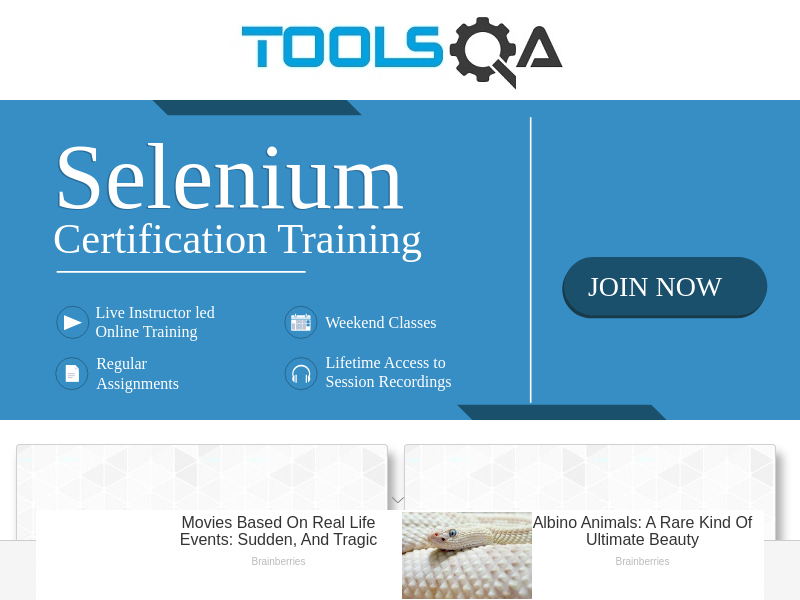 TOOLSQA
Selenium
Certification Training
JOIN NOW
Live Instructor led
Online Training
Weekend Classes
Regular
Assignments
Lifetime Access to
Session Recordings
Movies Based On Real Life
Events: Sudden, And Tragic
Brainberries
Albino Animals: A Rare Kind Of
Ultimate Beauty
Brainberries